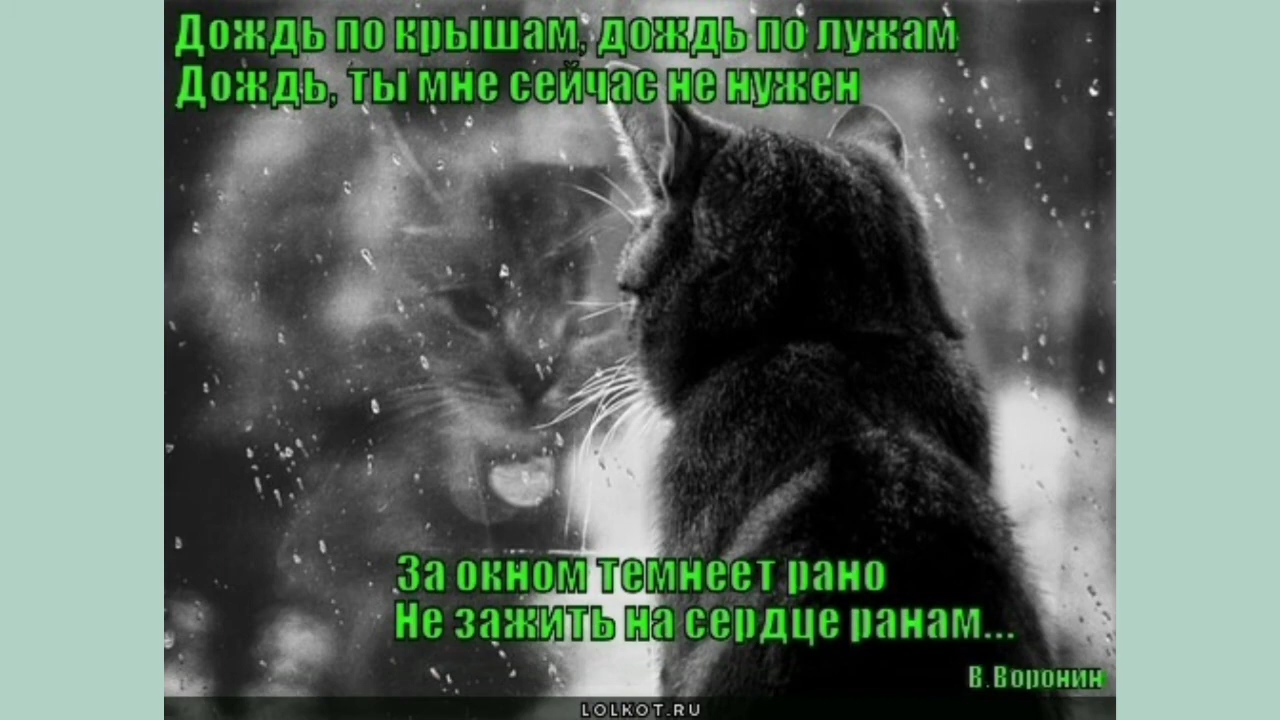 Дождь по крышам, дождь по лужам
Дождь, ты мне сейчас не нужен
За окном темнеет рано
Не зажить на сердце ранам...
В.Воронин
LOLKOT.RU